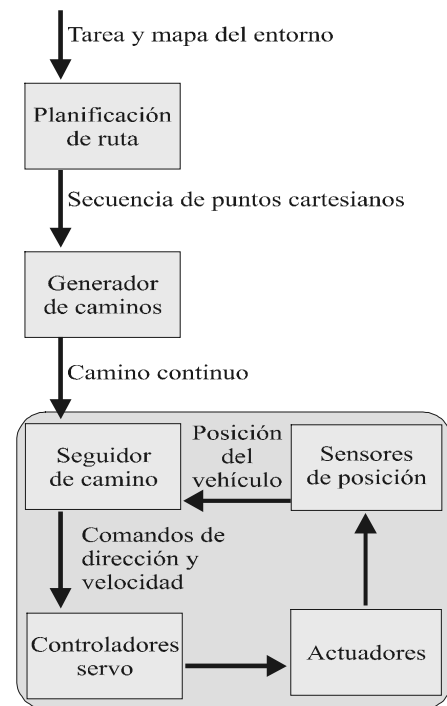 Tarea y mapa del entorno
Planificación
de ruta
Secuencia de puntos cartesianos
Generador
de caminos
Camino continuo
Seguidor
de camino
Posición
del
vehículo
Sensores
de posición
Comandos de
dirección y
velocidad
Controladores
servo
Actuadores